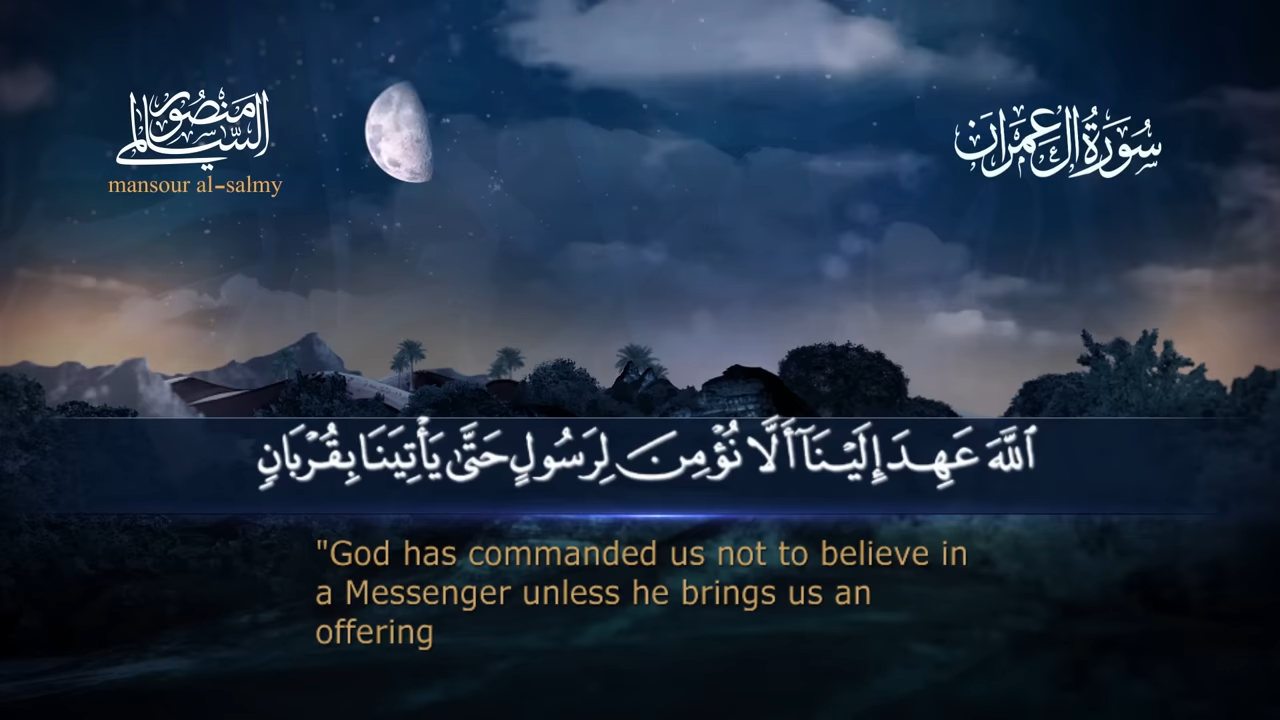 منصور
السالمي
mansour al-salmy
سُورَةُ آل عِمْرَان
ٱللَّهَ عَهِدَ إِلَيْنَآ أَلَّا نُؤْمِنَ لِرَسُولٍ حَتَّىٰ يَأْتِيَنَا بِقُرْبَانٍ
"God has commanded us not to believe in
a Messenger unless he brings us an
offering